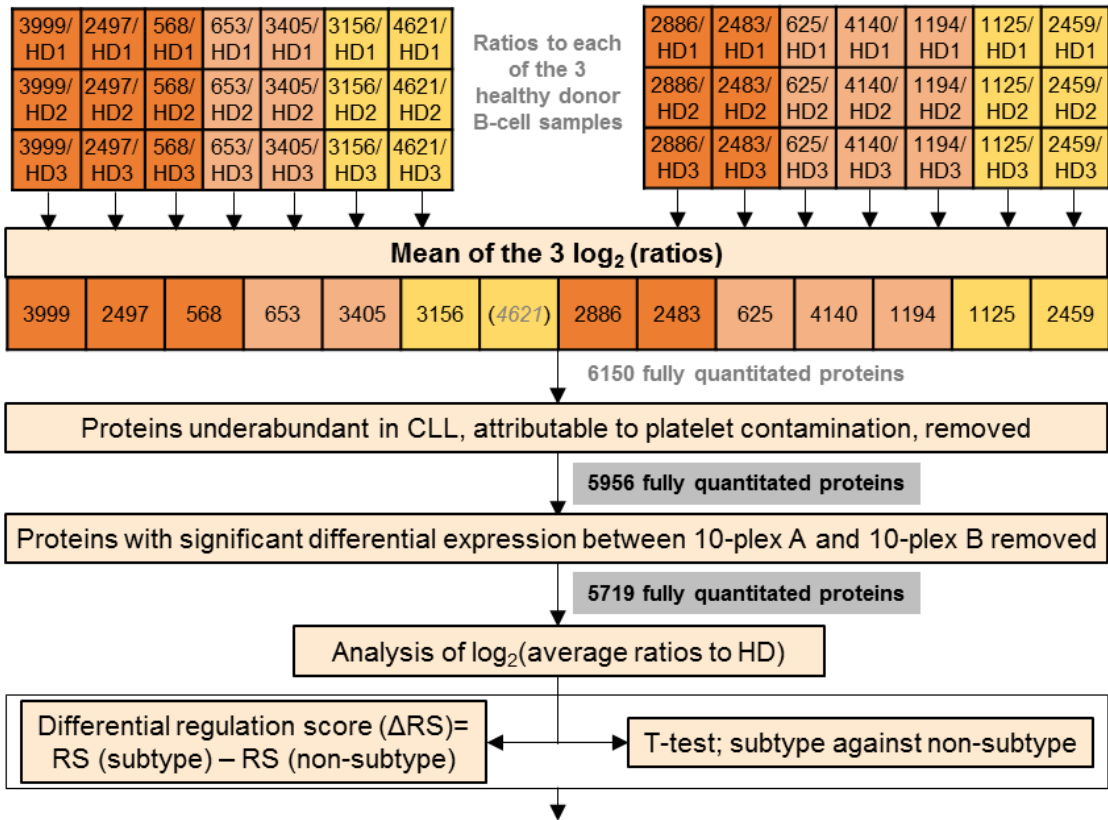 3999/ 2497/ 568/ 653/ 3405/ 3156/ 4621/
HD1 HD1 HD1 HD1 HD1 HD1 HD1
3999/ 2497/ 568/ 653/ 3405/ 3156/ 4621/
HD2 HD2 HD2 HD2 HD2 HD2 HD2
3999/ 2497/ 568/ 653/ 3405/ 3156/ 4621/
HD3 HD3 HD3 HD3 HD3 HD3 HD3
Ratios to each
of the 3
healthy donor
B-cell samples
2886/ 2483/ 625/ 4140/ 1194/ 1125/ 2459/
HD1 HD1 HD1 HD1 HD1 HD1 HD1
2886/ 2483/ 625/ 4140/ 1194/ 1125/ 2459/
HD2 HD2 HD2 HD2 HD2 HD2 HD2
2886/ 2483/ 625/ 4140/ 1194/ 1125/ 2459/
HD3 HD3 HD3 HD3 HD3 HD3 HD3
Mean of the 3 log₂ (ratios)
3999 2497 568 653 3405 3156 (4621) 2886 2483 625 4140 1194 1125 2459
6150 fully quantitated proteins
Proteins underabundant in CLL, attributable to platelet contamination, removed
5956 fully quantitated proteins
Proteins with significant differential expression between 10-plex A and 10-plex B removed
5719 fully quantitated proteins
Analysis of log₂(average ratios to HD)
Differential regulation score (ΔRS)=
RS (subtype) – RS (non-subtype)
T-test; subtype against non-subtype